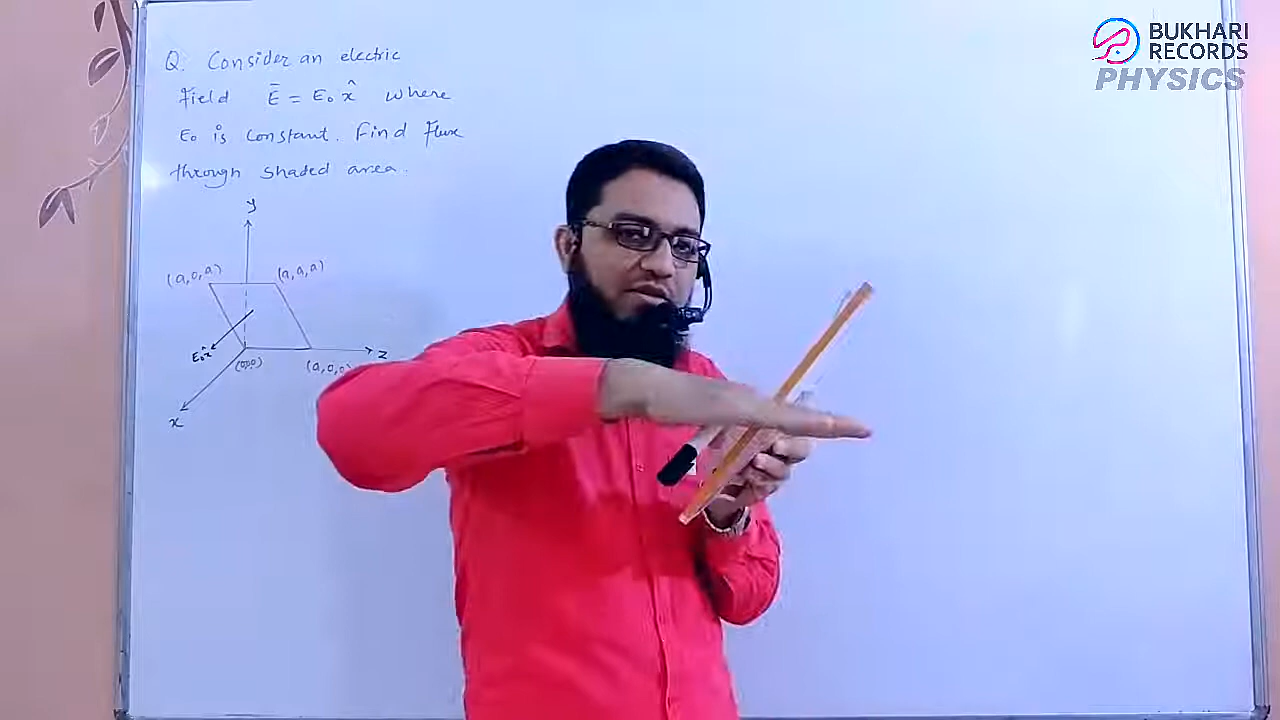 Q. Consider an electric
field E̅ = E₀ x̂ where
E₀ is constant. Find flux
through shaded area.
y
(a,0,a) (a,a,a)
E₀x̂
(0,0,0) (a,0,0)
z
x
BUKHARI
RECORDS
PHYSICS